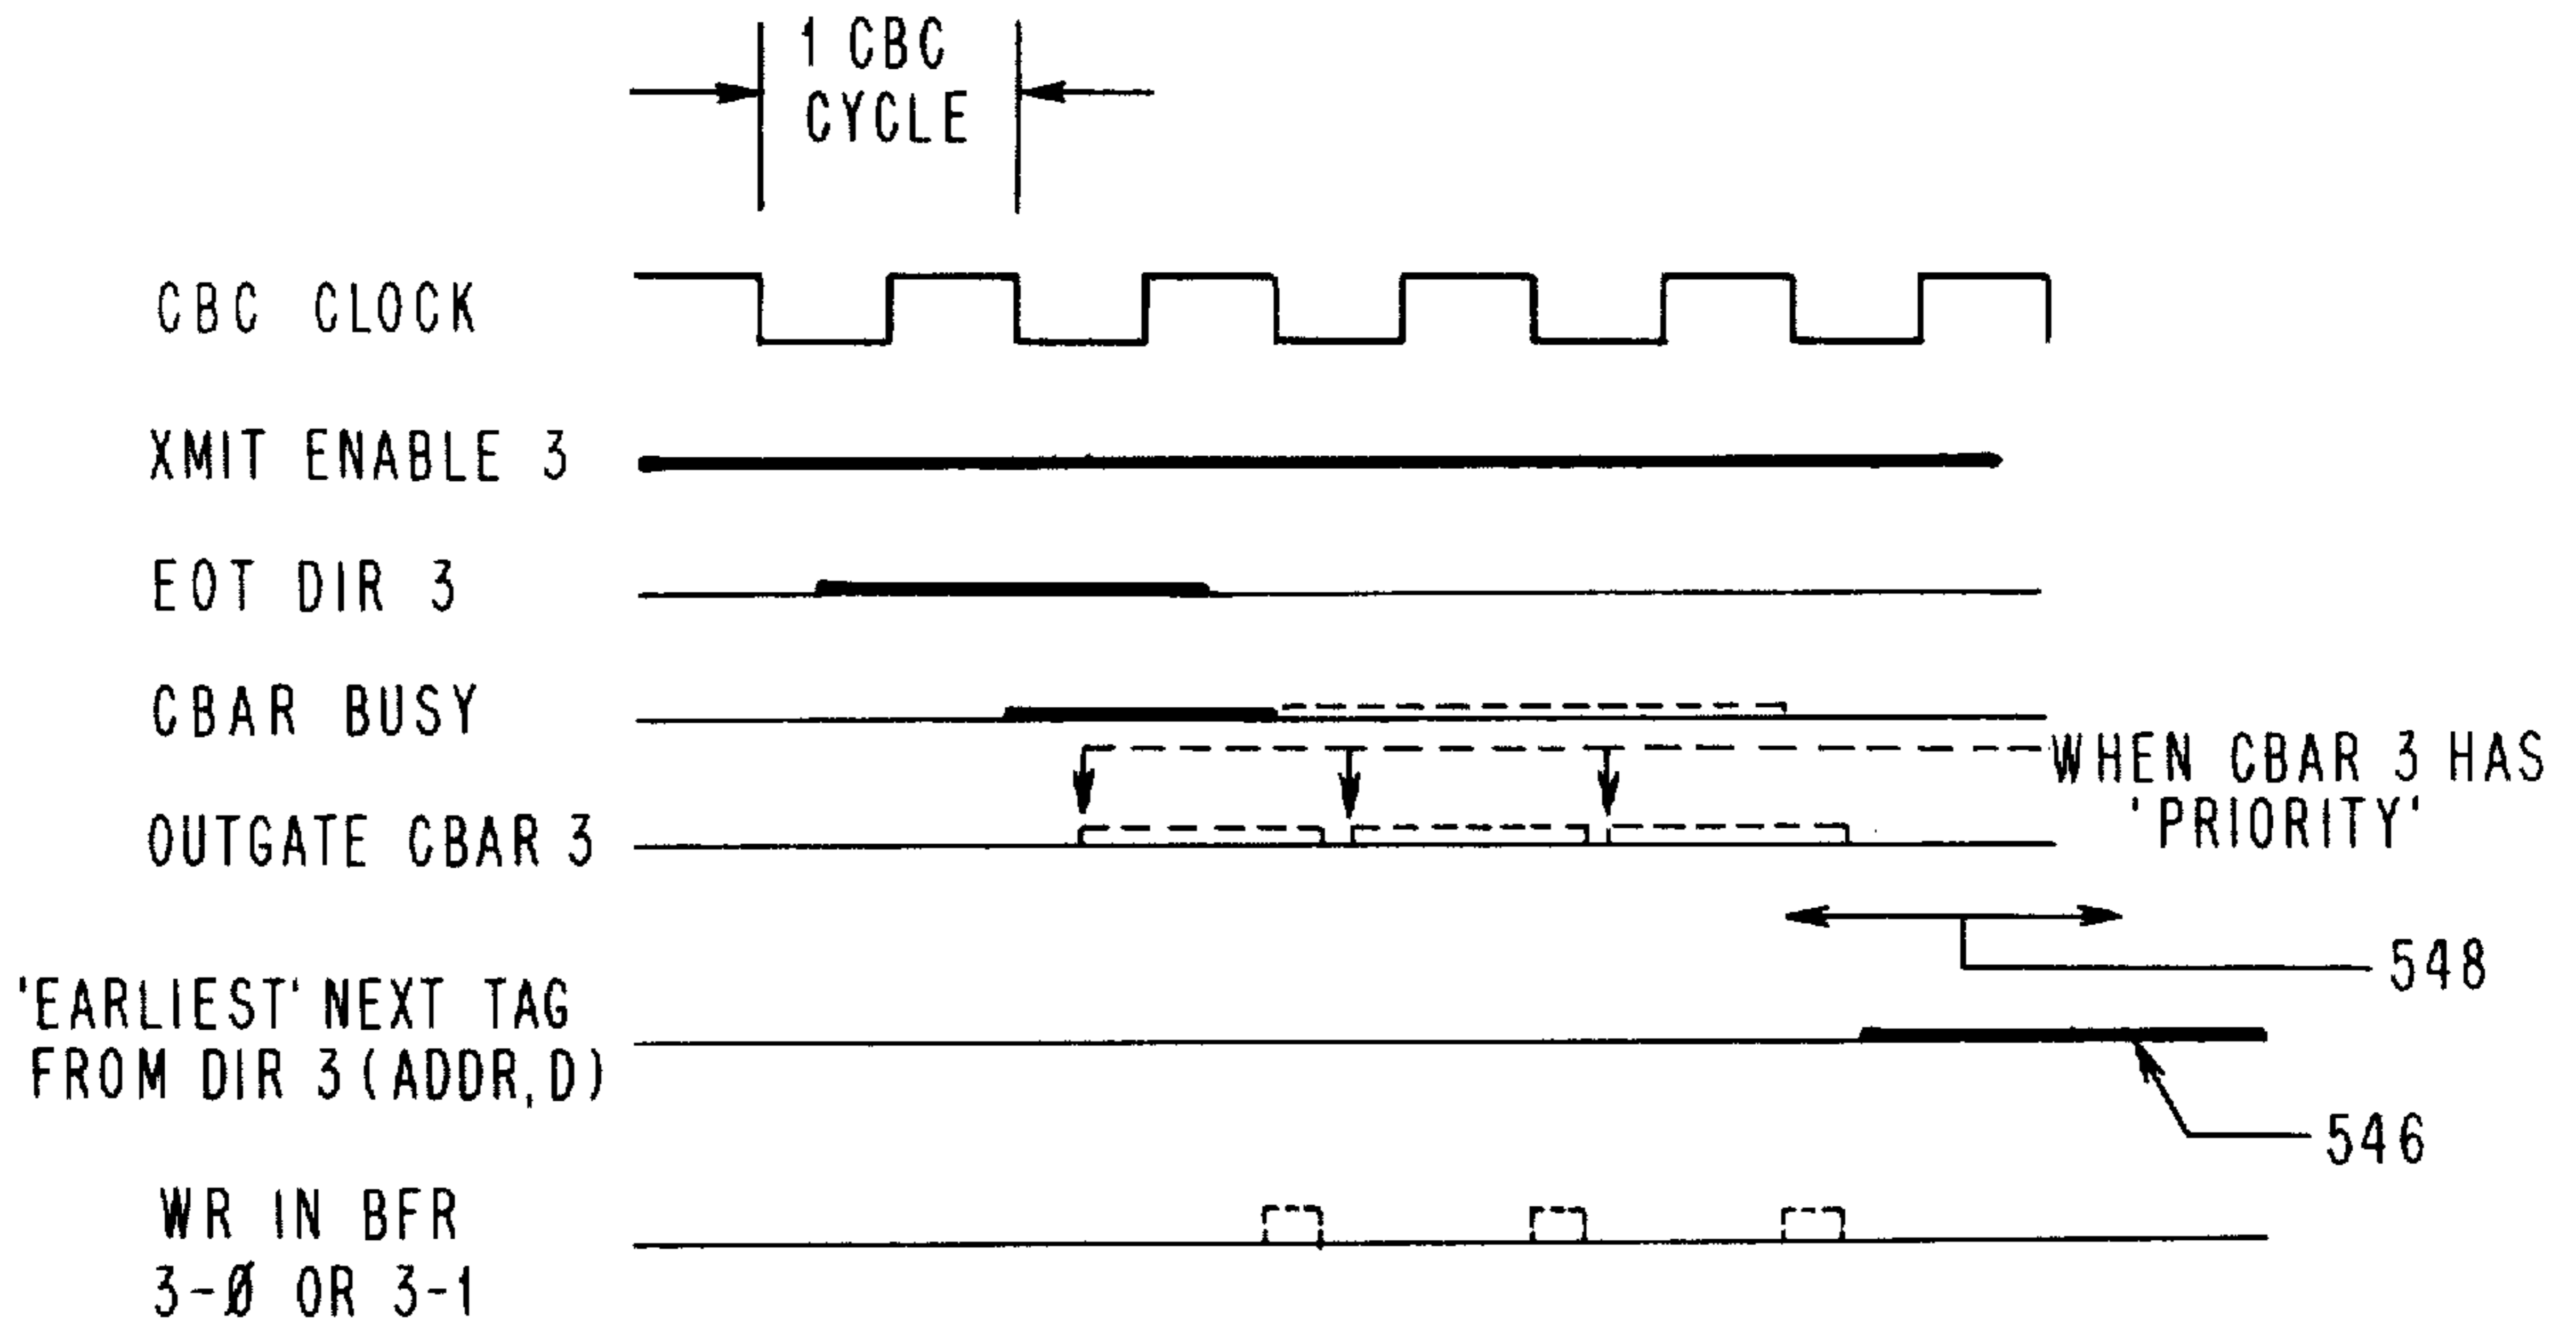 1 CBC
CYCLE
CBC CLOCK
XMIT ENABLE 3
EOT DIR 3
CBAR BUSY
WHEN CBAR 3 HAS
'PRIORITY'
OUTGATE CBAR 3
548
'EARLIEST' NEXT TAG
FROM DIR 3 (ADDR, D)
546
WR IN BFR
3-Ø OR 3-1